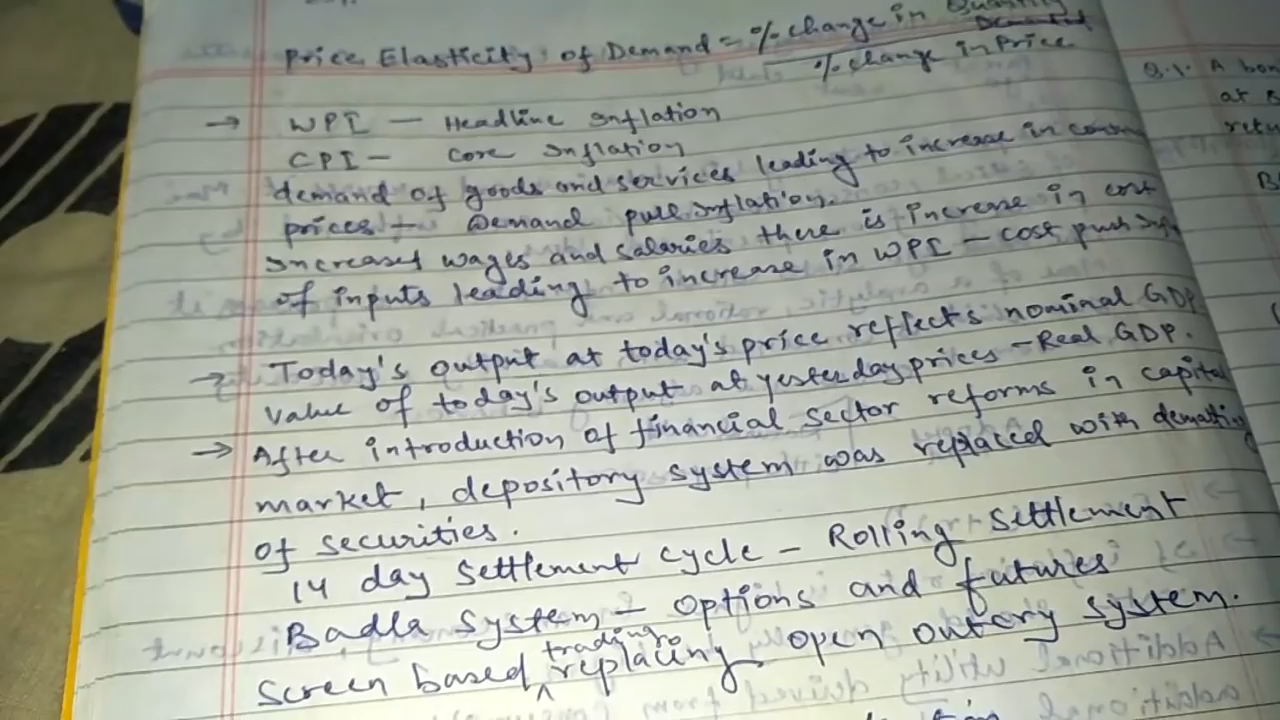 Price Elasticity of Demand = % change in Quantity Demanded
% change in Price
→ WPI - Headline Inflation
CPI - Core Inflation
demand of goods and services leading to increase in
prices - Demand pull inflation.
Increased wages and salaries there is increase in cost
of inputs leading to increase in WPI - cost push
→ Today's output at today's price reflects nominal GDP
value of today's output at yesterday prices - Real GDP.
→ After introduction of financial sector reforms in capital
market, depository system was replaced with
of securities.
14 day settlement cycle - Rolling Settlement
Badla System - options and futures
Screen based trading replacing open outcry system.
Q.1. A
at